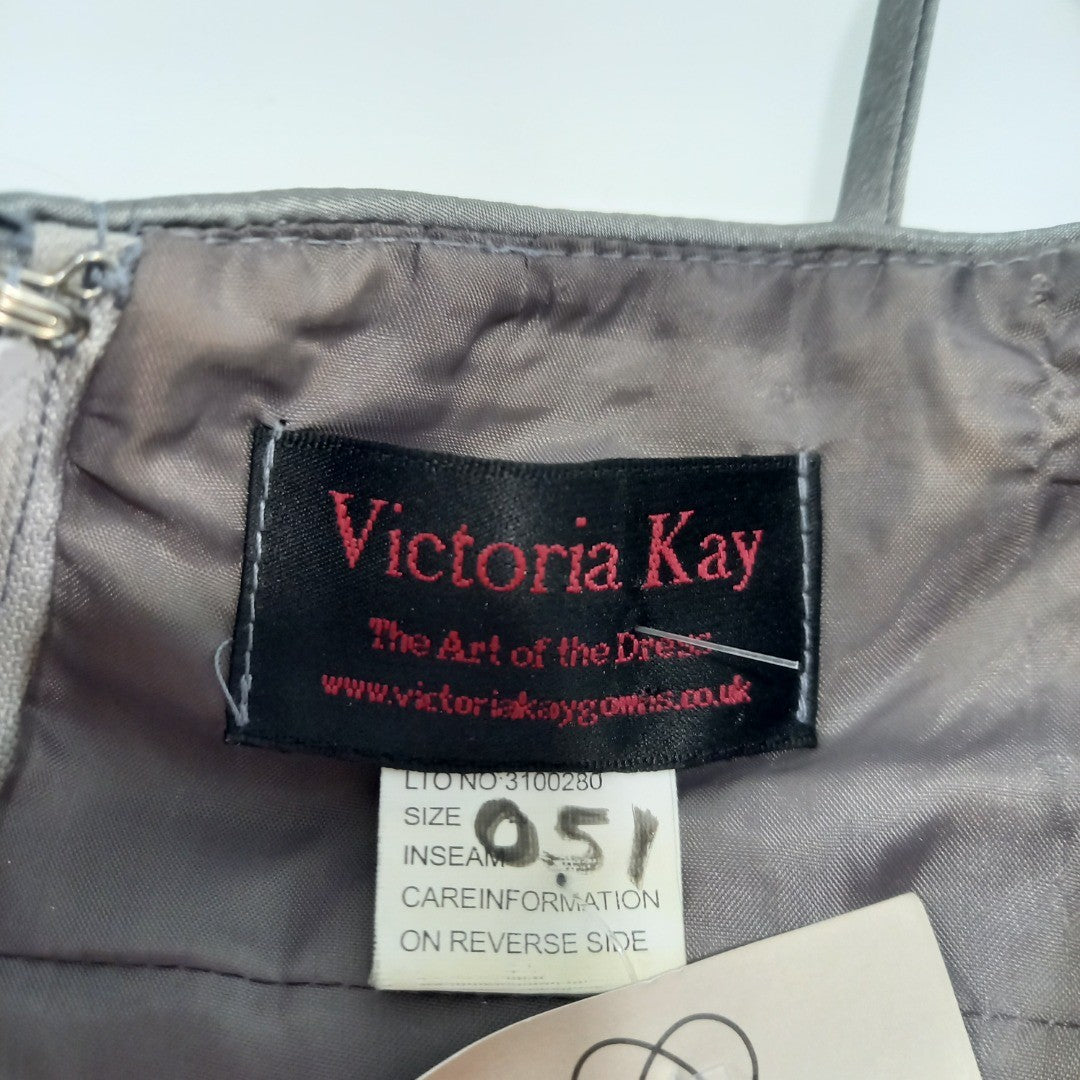 Victoria Kay
The Art of the Dress
www.victoriakaygowns.co.uk
LTO NO:3100280
SIZE 051
INSEAM
CAREINFORMATION
ON REVERSE SIDE